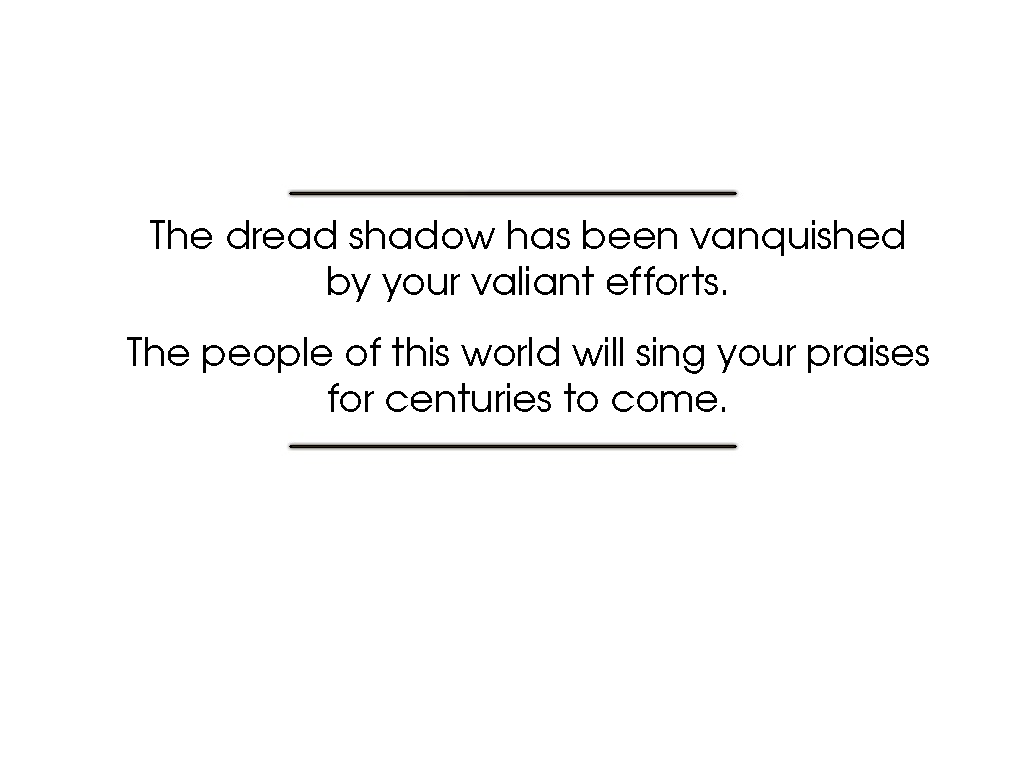 The dread shadow has been vanquished
by your valiant efforts.
The people of this world will sing your praises
for centuries to come.